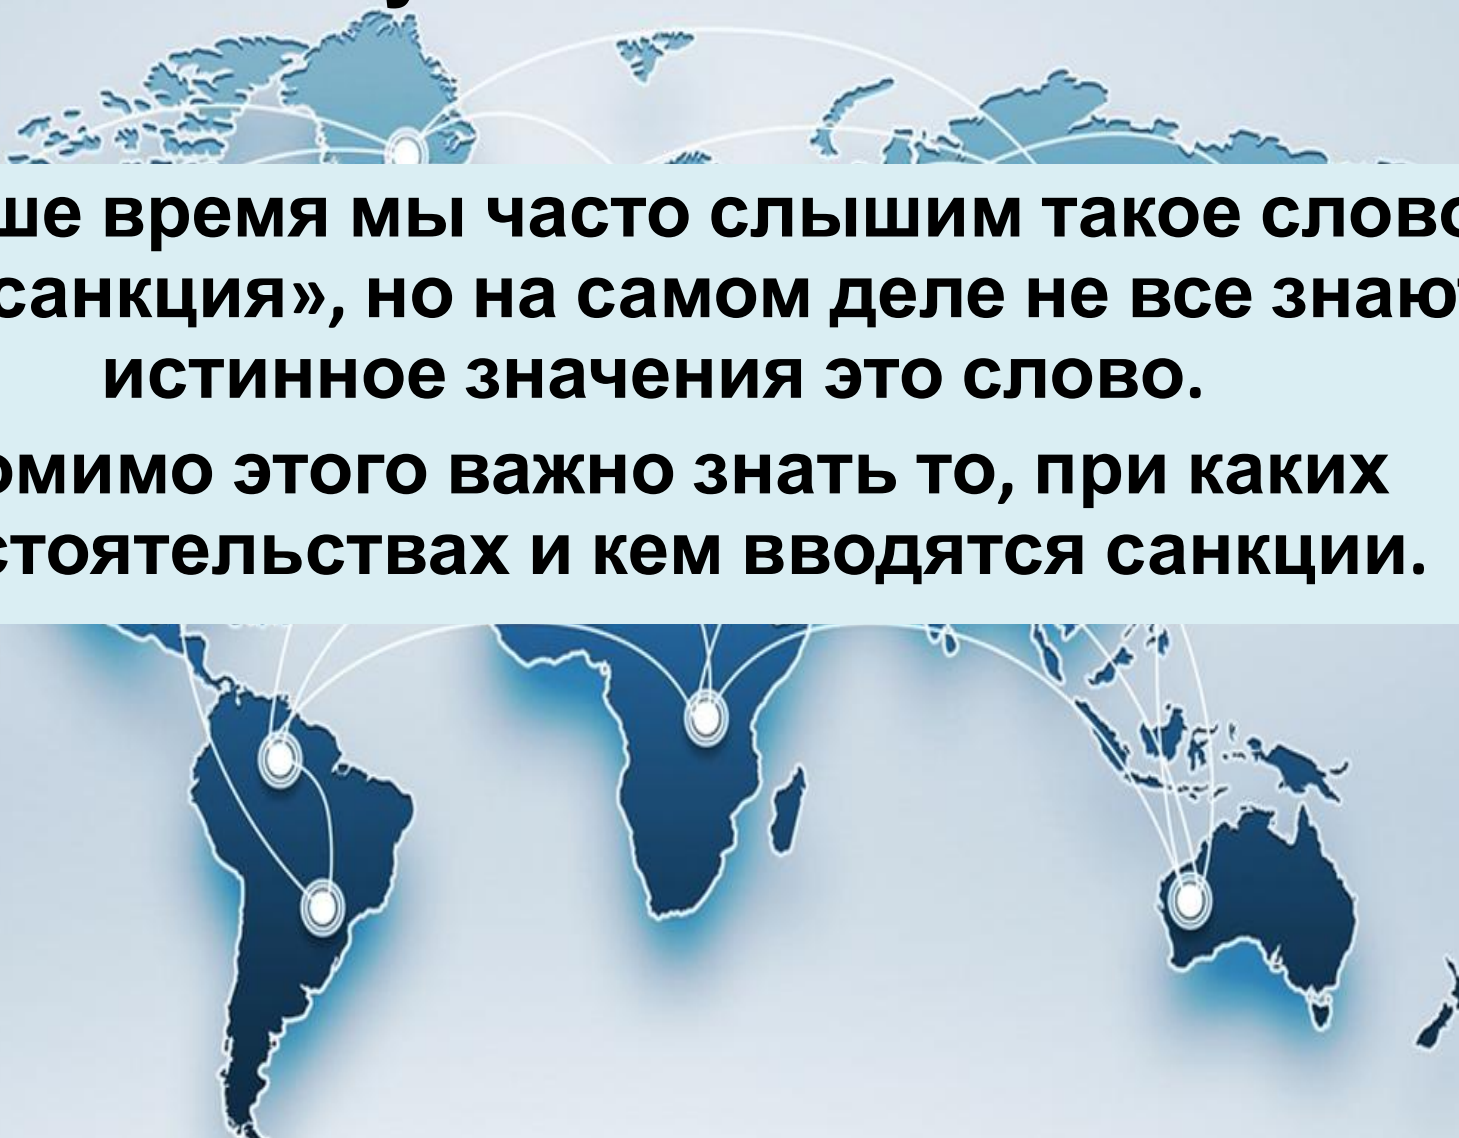 ше время мы часто слышим такое слово
санкция», но на самом деле не все знают
истинное значения это слово.
омимо этого важно знать то, при каких
стоятельствах и кем вводятся санкции.